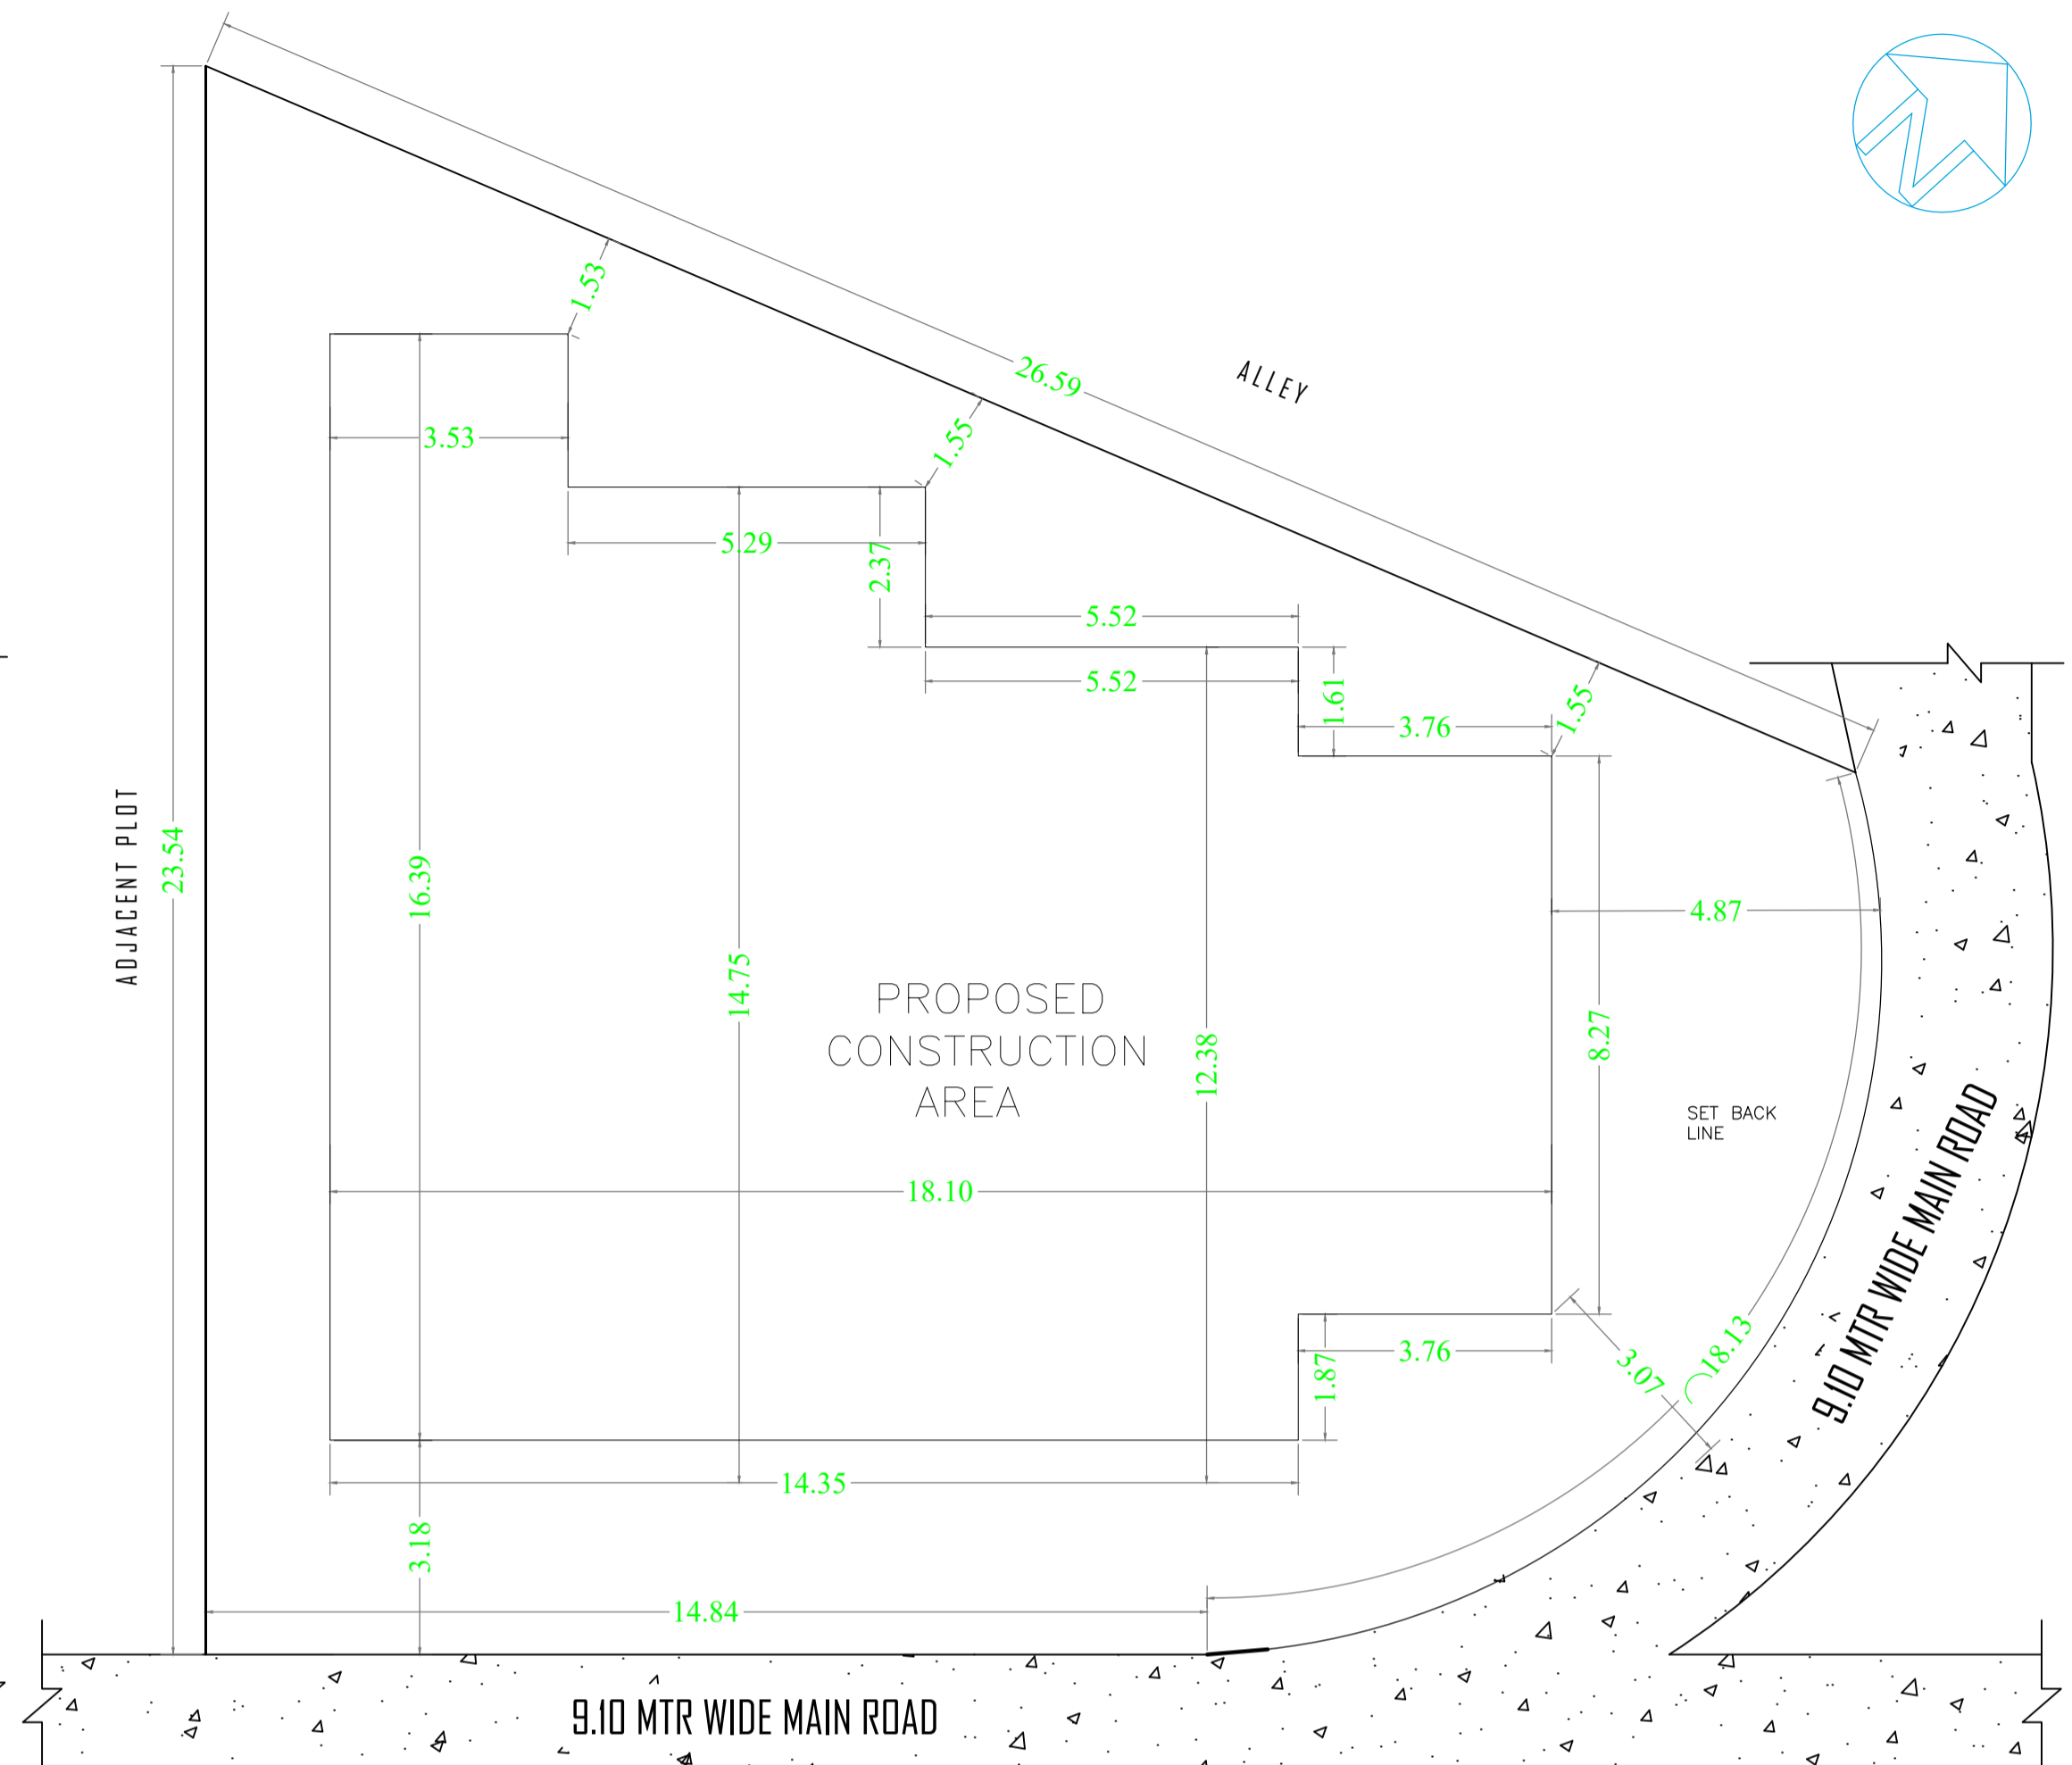 N
1.53
26.59
ALLEY
3.53
1.55
5.29
2.37
5.52
5.52
1.61
3.76
1.55
ADJACENT PLOT
23.54
16.39
14.75
4.87
PROPOSED
CONSTRUCTION
AREA
12.38
8.27
SET BACK
LINE
9.10 MTR WIDE MAIN ROAD
18.10
18.13
3.76
3.07
1.87
14.35
3.18
14.84
9.10 MTR WIDE MAIN ROAD